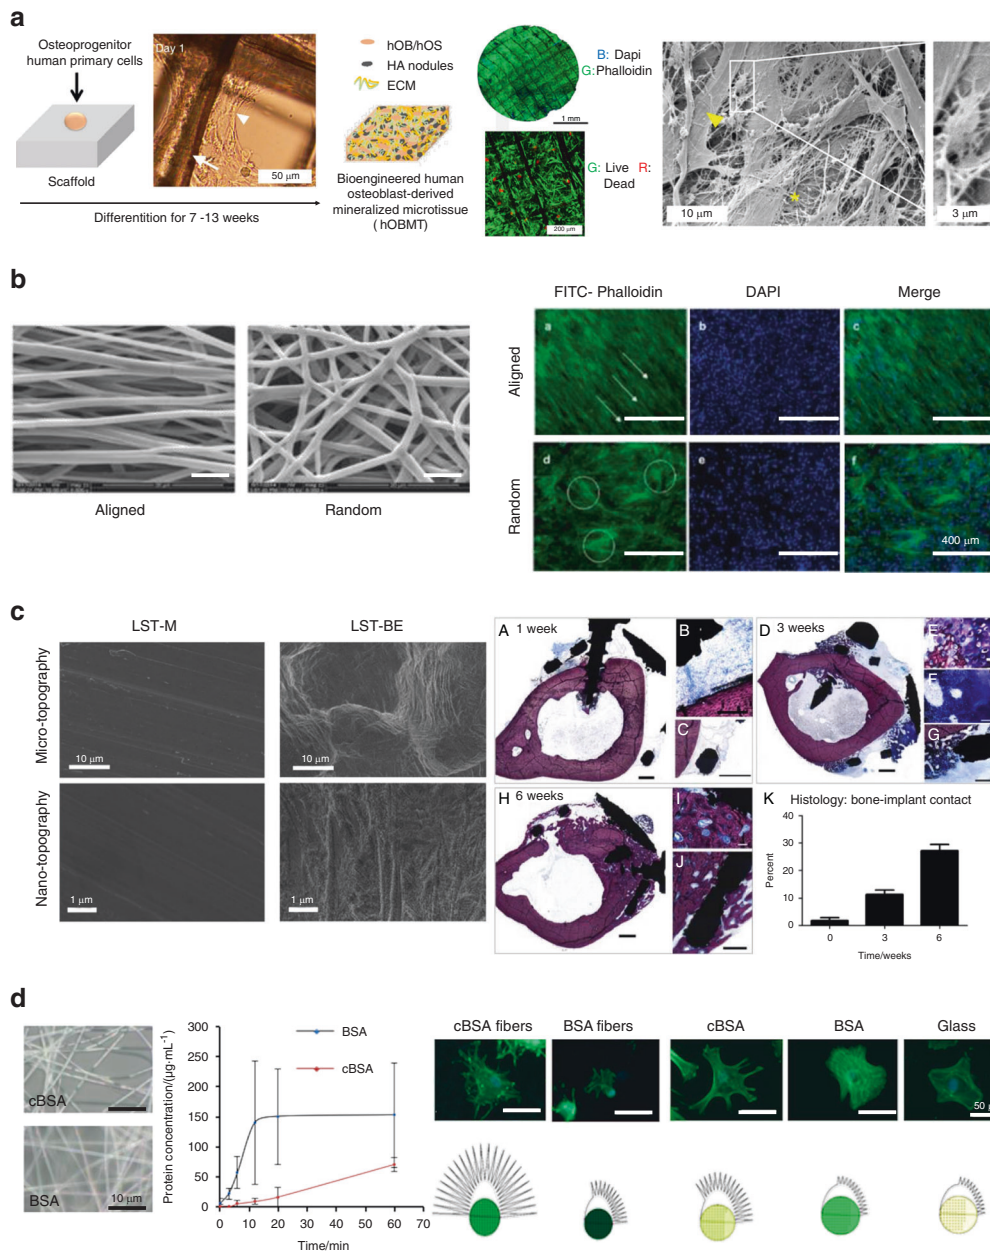 a
Osteoprogenitor
human primary cells
Scaffold
Differentition for 7 -13 weeks
Day 1
50 µm
hOB/hOS
HA nodules
ECM
Bioengineered human
osteoblast-derived
mineralized microtissue
(hOBMT)
B: Dapi
G:Phalloidin
1 mm
G: Live R:
Dead
200 µm
10 µm
3 µm
b
Aligned
Random
FITC- Phalloidin
DAPI
Merge
Aligned
a
b
c
Random
d
e
f
400 µm
c
LST-M
LST-BE
Micro-topography
10 µm
10 µm
Nano-topography
1 µm
1 µm
A 1 week
B
C
D 3 weeks
E
F
G
H 6 weeks
I
J
K Histology: bone-implant contact
Percent
40
30
20
10
0
0
3
6
Time/weeks
d
cBSA
BSA
10 µm
Protein concentration/(µg·mL⁻¹)
300
250
200
150
100
50
0
0 10 20 30 40 50 60 70
Time/min
BSA
cBSA
cBSA fibers
BSA fibers
cBSA
BSA
Glass
50 µ